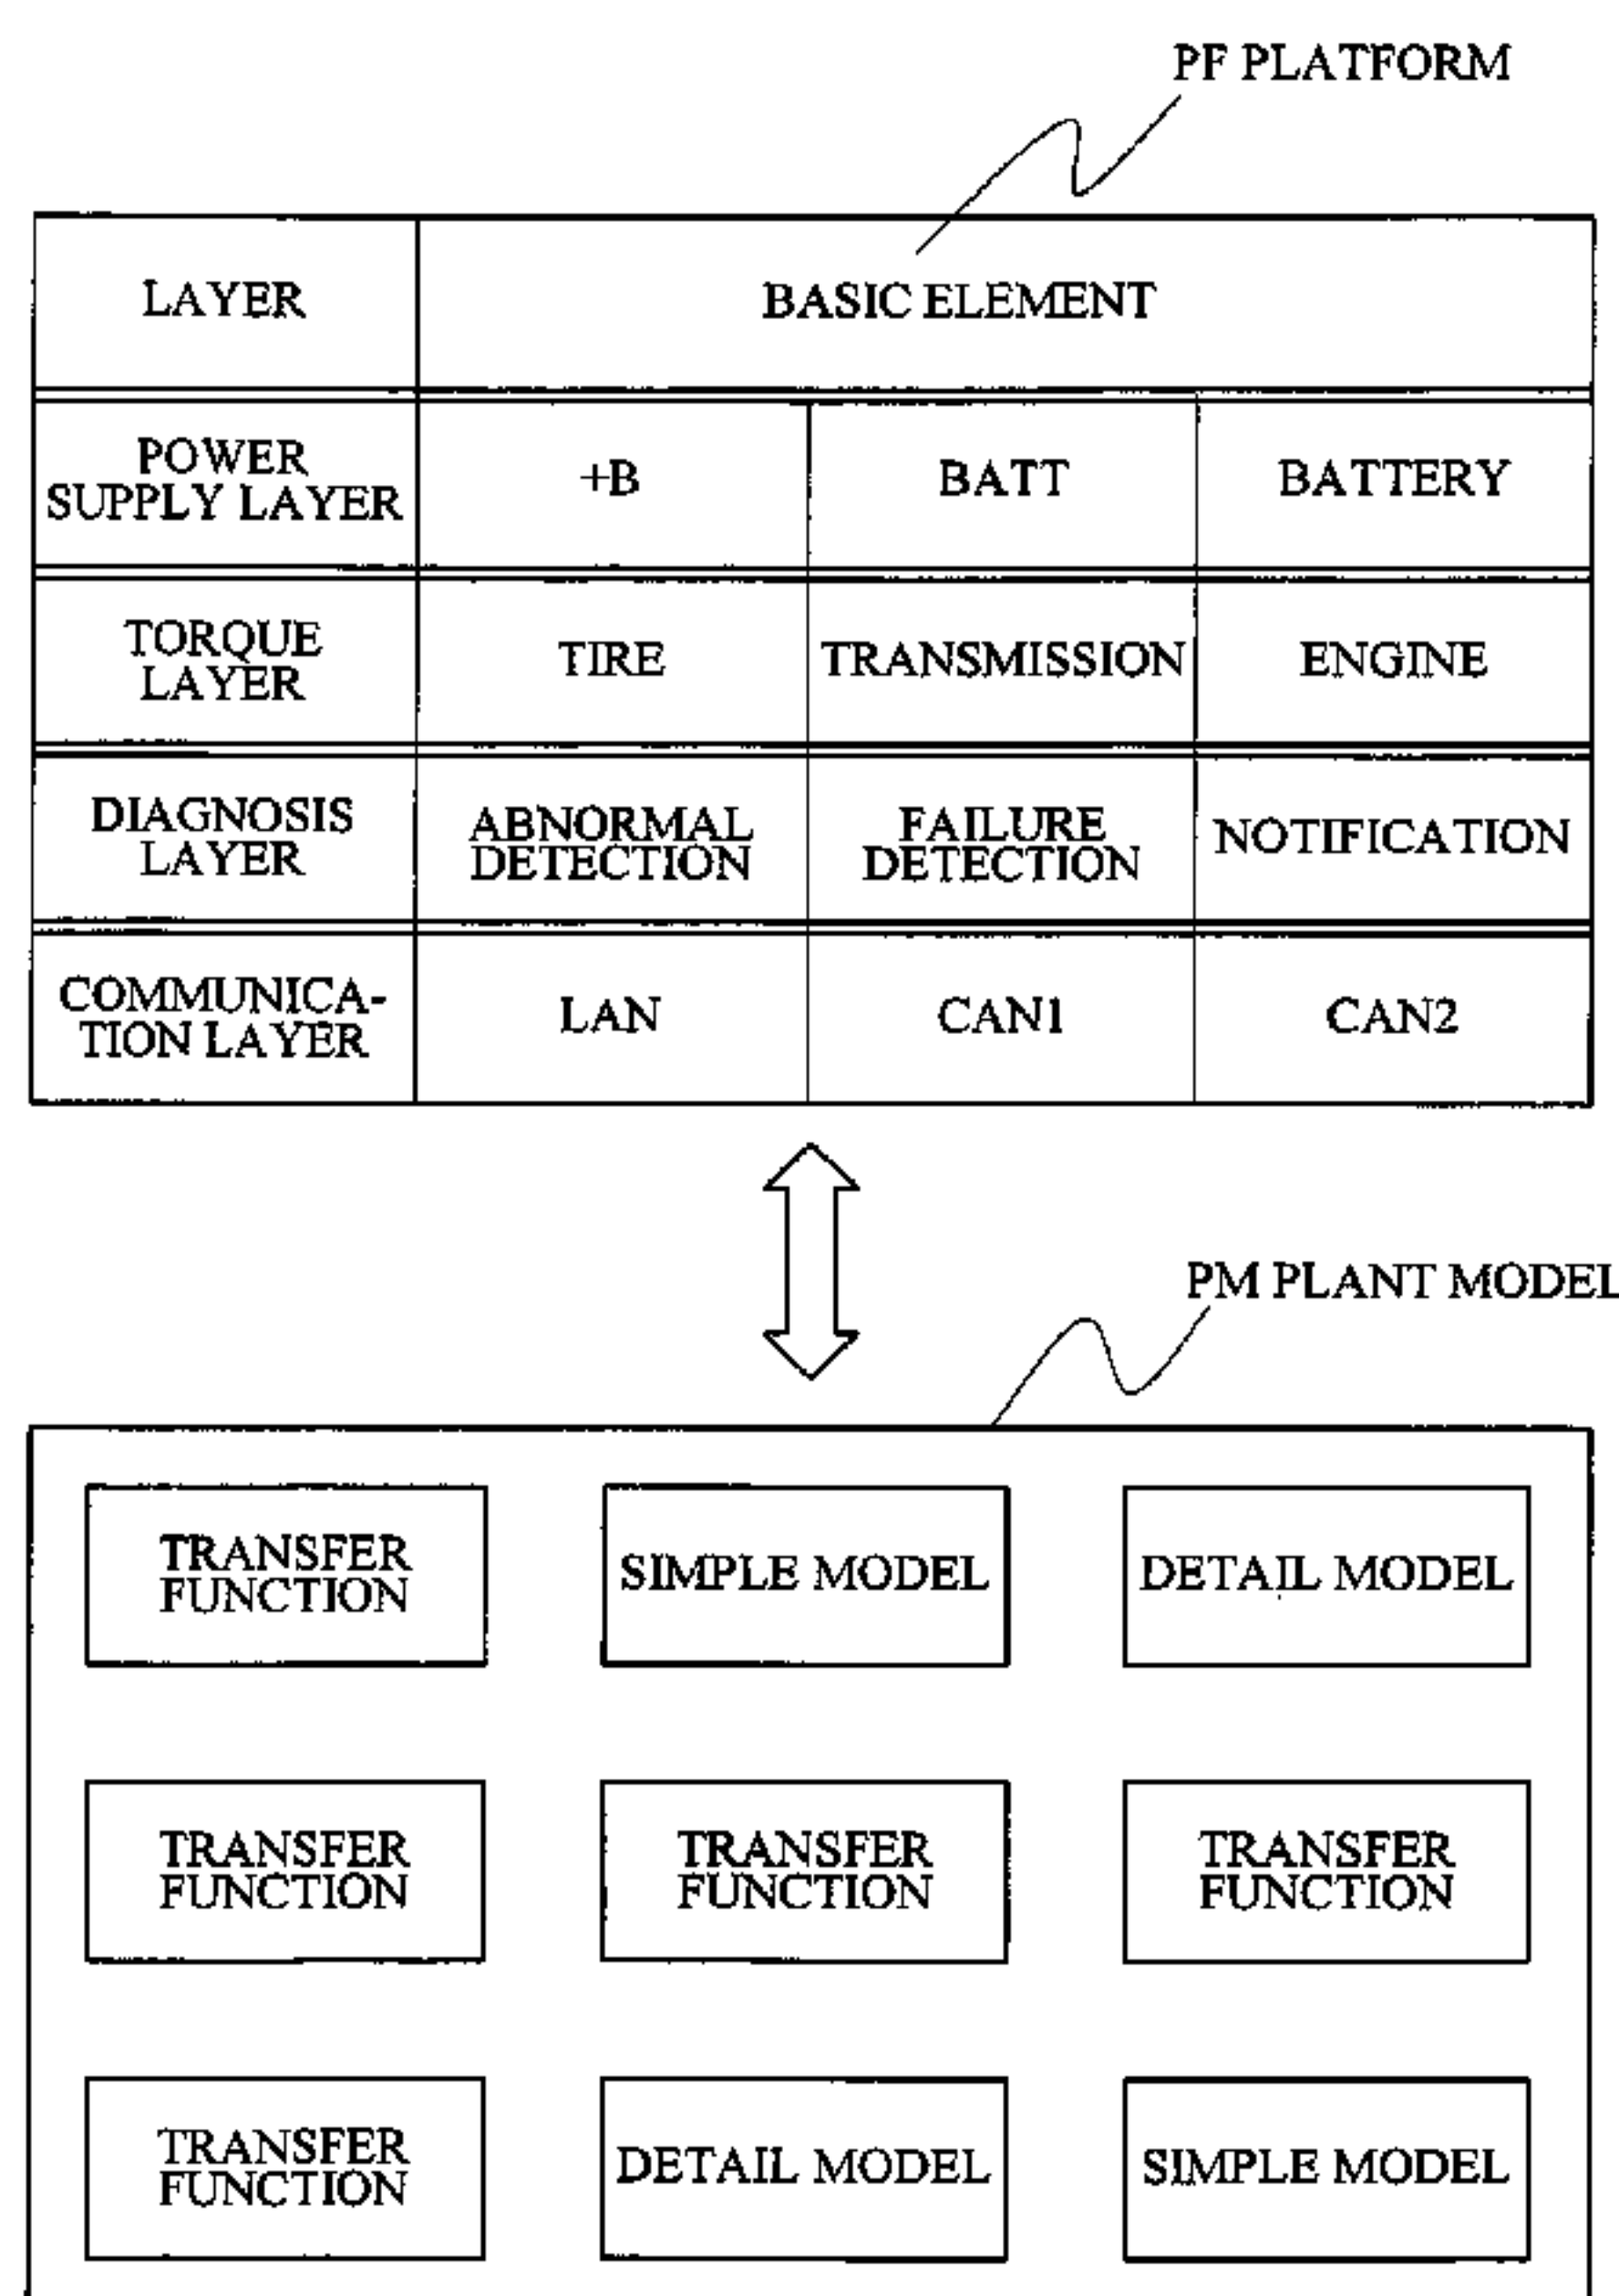 PF PLATFORM
LAYER
BASIC ELEMENT
POWER
SUPPLY LAYER
+B
BATT
BATTERY
TORQUE
LAYER
TIRE
TRANSMISSION
ENGINE
DIAGNOSIS
LAYER
ABNORMAL
DETECTION
FAILURE
DETECTION
NOTIFICATION
COMMUNICA-
TION LAYER
LAN
CAN1
CAN2
PM PLANT MODEL
TRANSFER
FUNCTION
SIMPLE MODEL
DETAIL MODEL
TRANSFER
FUNCTION
TRANSFER
FUNCTION
TRANSFER
FUNCTION
TRANSFER
FUNCTION
DETAIL MODEL
SIMPLE MODEL